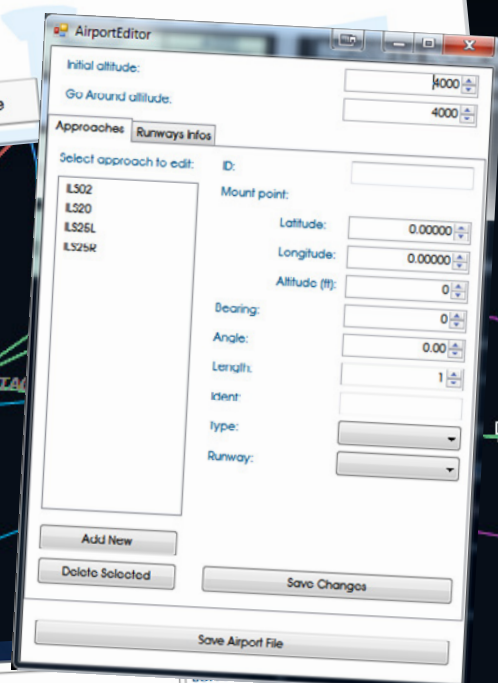 AirportEditor
Initial altitude:
4000
Go Around altitude:
4000
Approaches
Runways Infos
Select approach to edit:
ILS02
ILS20
ILS25L
ILS25R
ID:
Mount point:
Latitude:
0.00000
Longitude:
0.00000
Altitude (ft):
0
Bearing:
0
Angle:
0.00
Length:
1
Ident:
Type:
Runway:
Add New
Delete Selected
Save Changes
Save Airport File